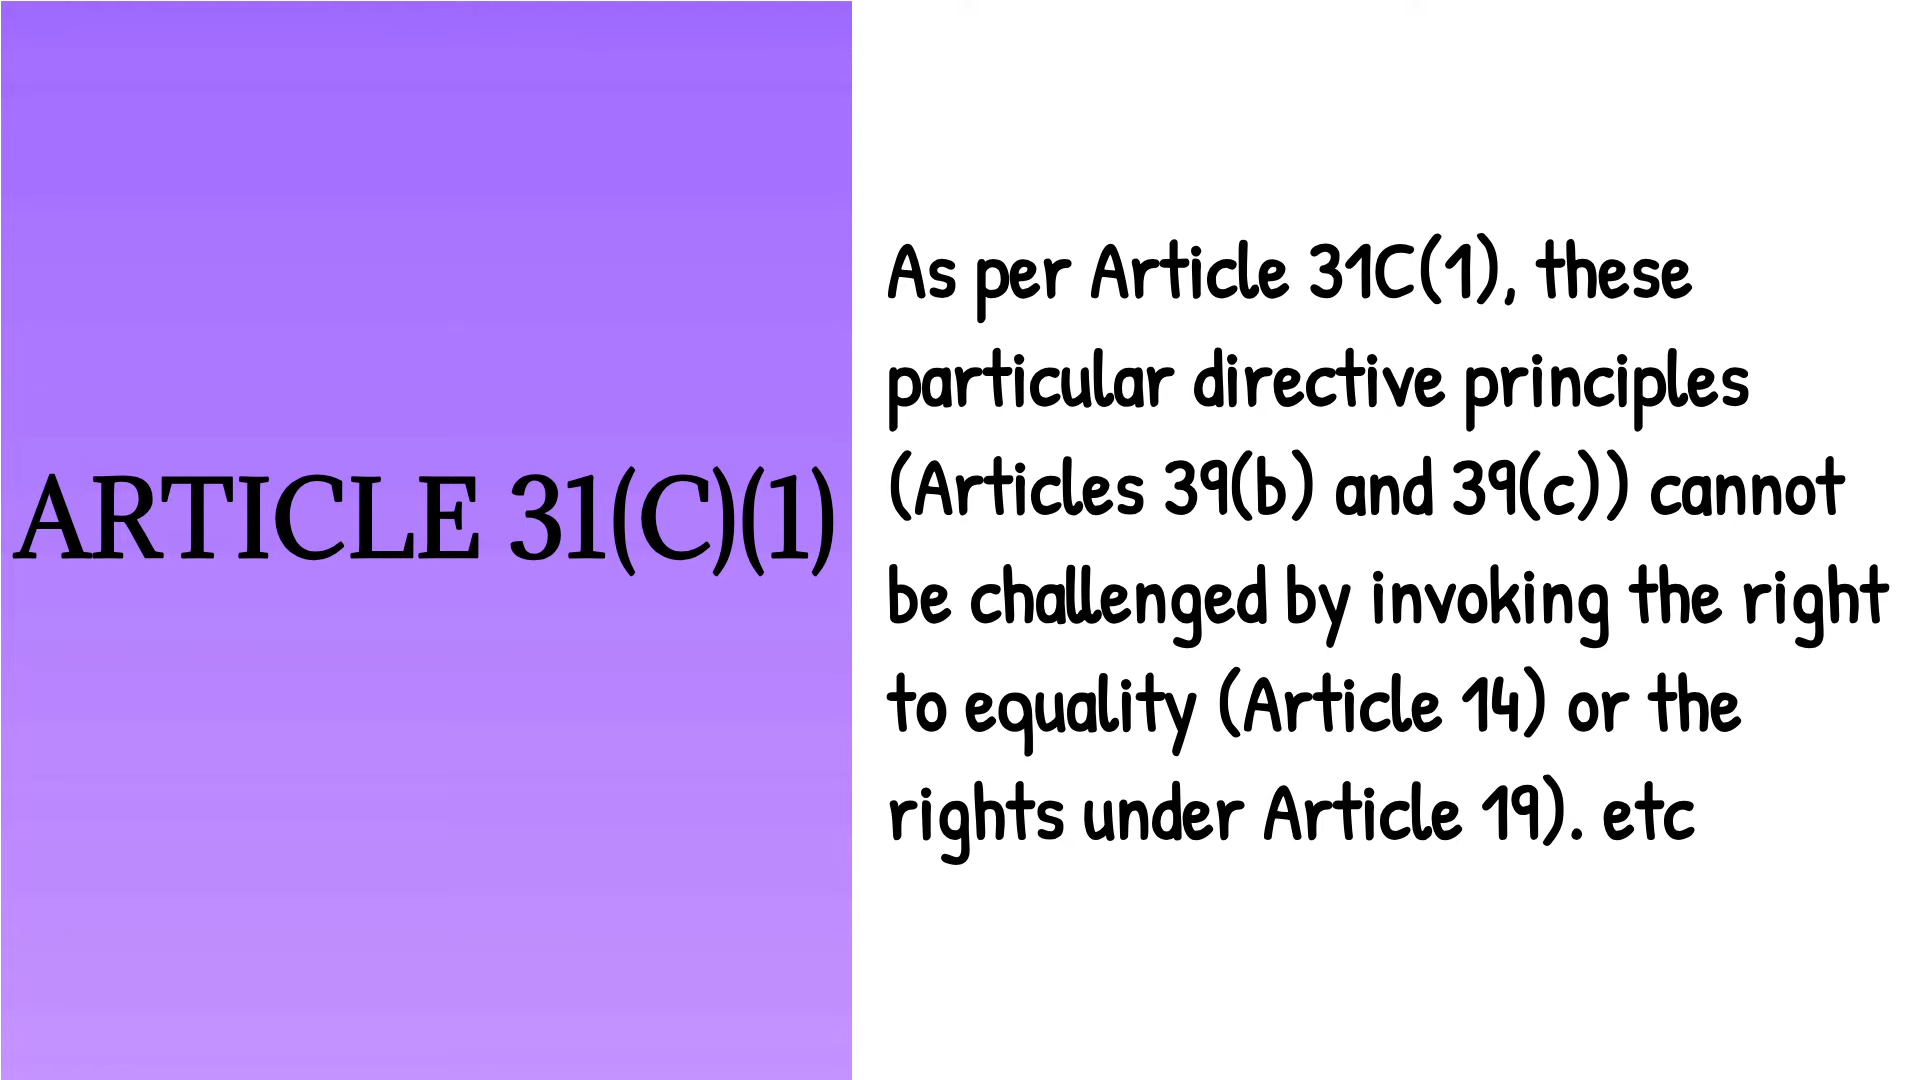 ARTICLE 31(C)(1)
As per Article 31C(1), these
particular directive principles
(Articles 39(b) and 39(c)) cannot
be challenged by invoking the right
to equality (Article 14) or the
rights under Article 19). etc